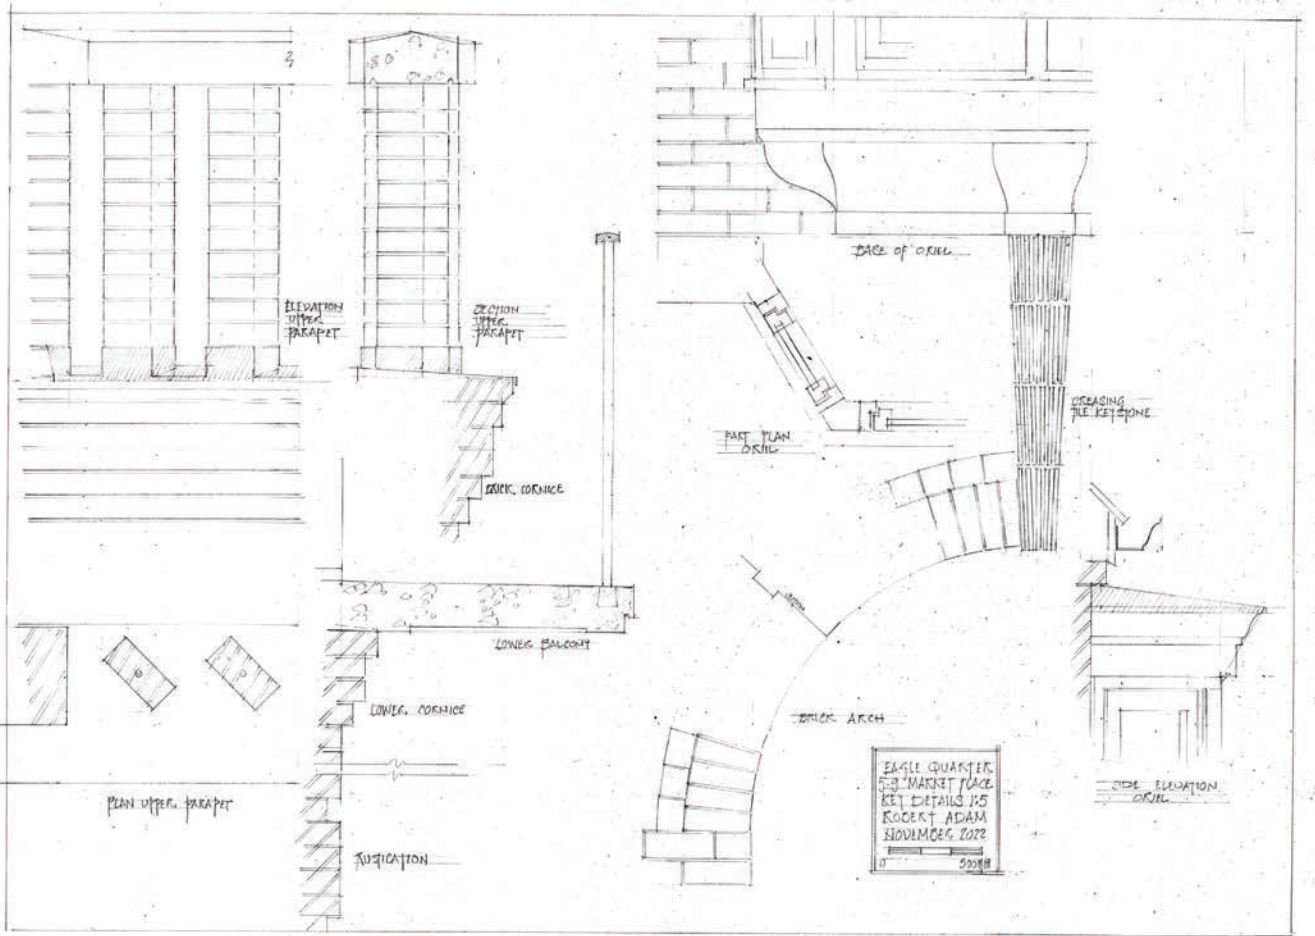 ELEVATION
UPPER
PARAPET
SECTION
UPPER
PARAPET
BASE OF ORIEL
CREASING
TILE KEYSTONE
PART PLAN
ORIEL
BRICK CORNICE
LOWER BALCONY
LOWER CORNICE
BRICK ARCH
PLAN UPPER PARAPET
RUSTICATION
SIDE ELEVATION
ORIEL
EAGLE QUARTER
5-9 MARKET PLACE
KEY DETAILS 1:5
ROBERT ADAM
NOVEMBER 2022
0 500MM